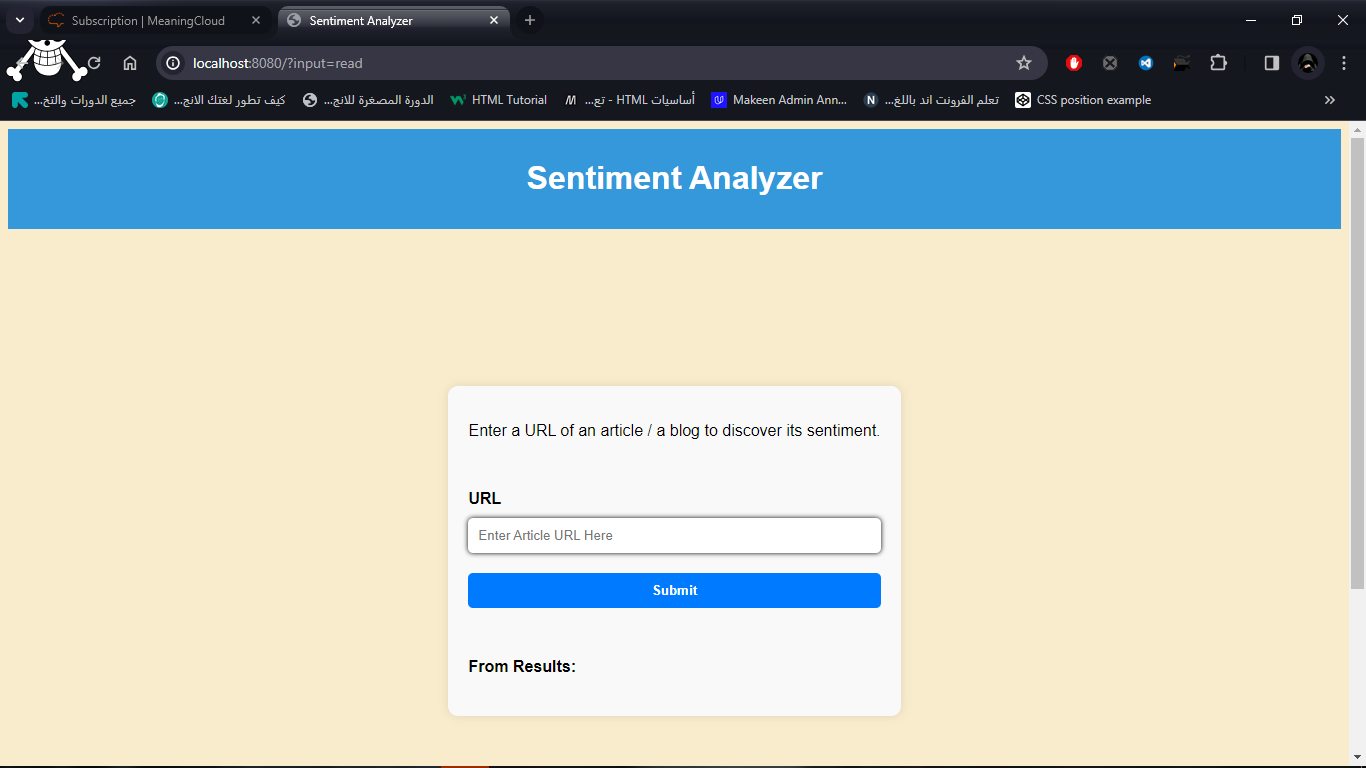 Subscription | MeaningCloud
Sentiment Analyzer
localhost:8080/?input=read
جميع الدورات والتخ...
كيف تطور لغتك الانج...
الدورة المصغرة للانج...
HTML Tutorial
أساسيات HTML - تع...
Makeen Admin Ann...
تعلم الفرونت اند باللغ...
CSS position example
Sentiment Analyzer
Enter a URL of an article / a blog to discover its sentiment.
URL
Enter Article URL Here
Submit
From Results: